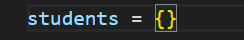 students = {}